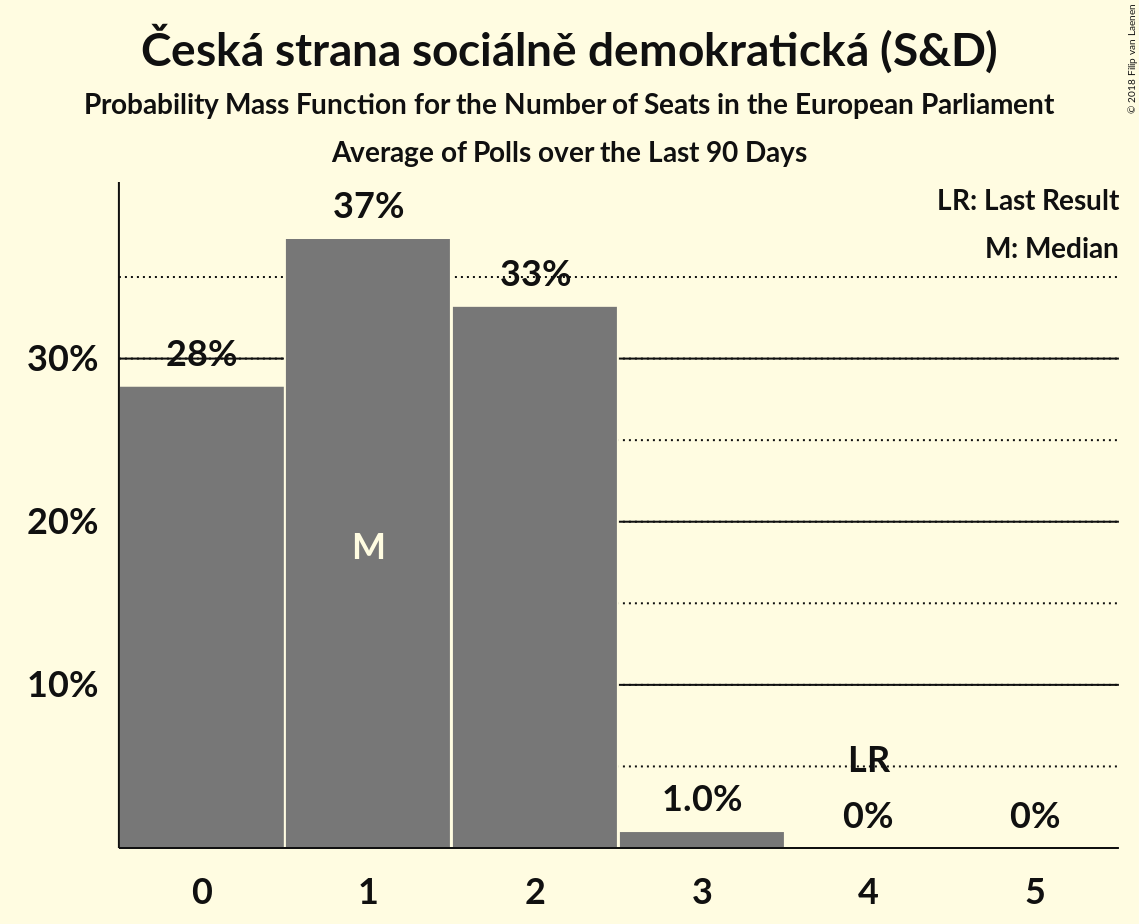 Česká strana sociálně demokratická (S&D)
Probability Mass Function for the Number of Seats in the European Parliament
Average of Polls over the Last 90 Days
© 2018 Filip van Laenen
LR: Last Result
M: Median
37%
33%
28%
30%
20%
10%
M
LR
1.0%
0%
0%
0 1 2 3 4 5